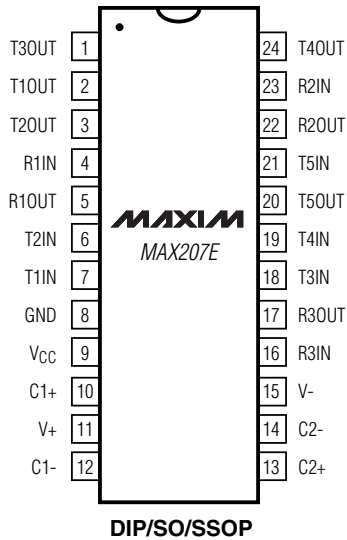 T3OUT 1 24 T4OUT
T1OUT 2 23 R2IN
T2OUT 3 22 R2OUT
R1IN 4 21 T5IN
R1OUT 5 20 T5OUT
MAXIM
T2IN 6 19 T4IN
MAX207E
T1IN 7 18 T3IN
GND 8 17 R3OUT
VCC 9 16 R3IN
C1+ 10 15 V-
V+ 11 14 C2-
C1- 12 13 C2+
DIP/SO/SSOP